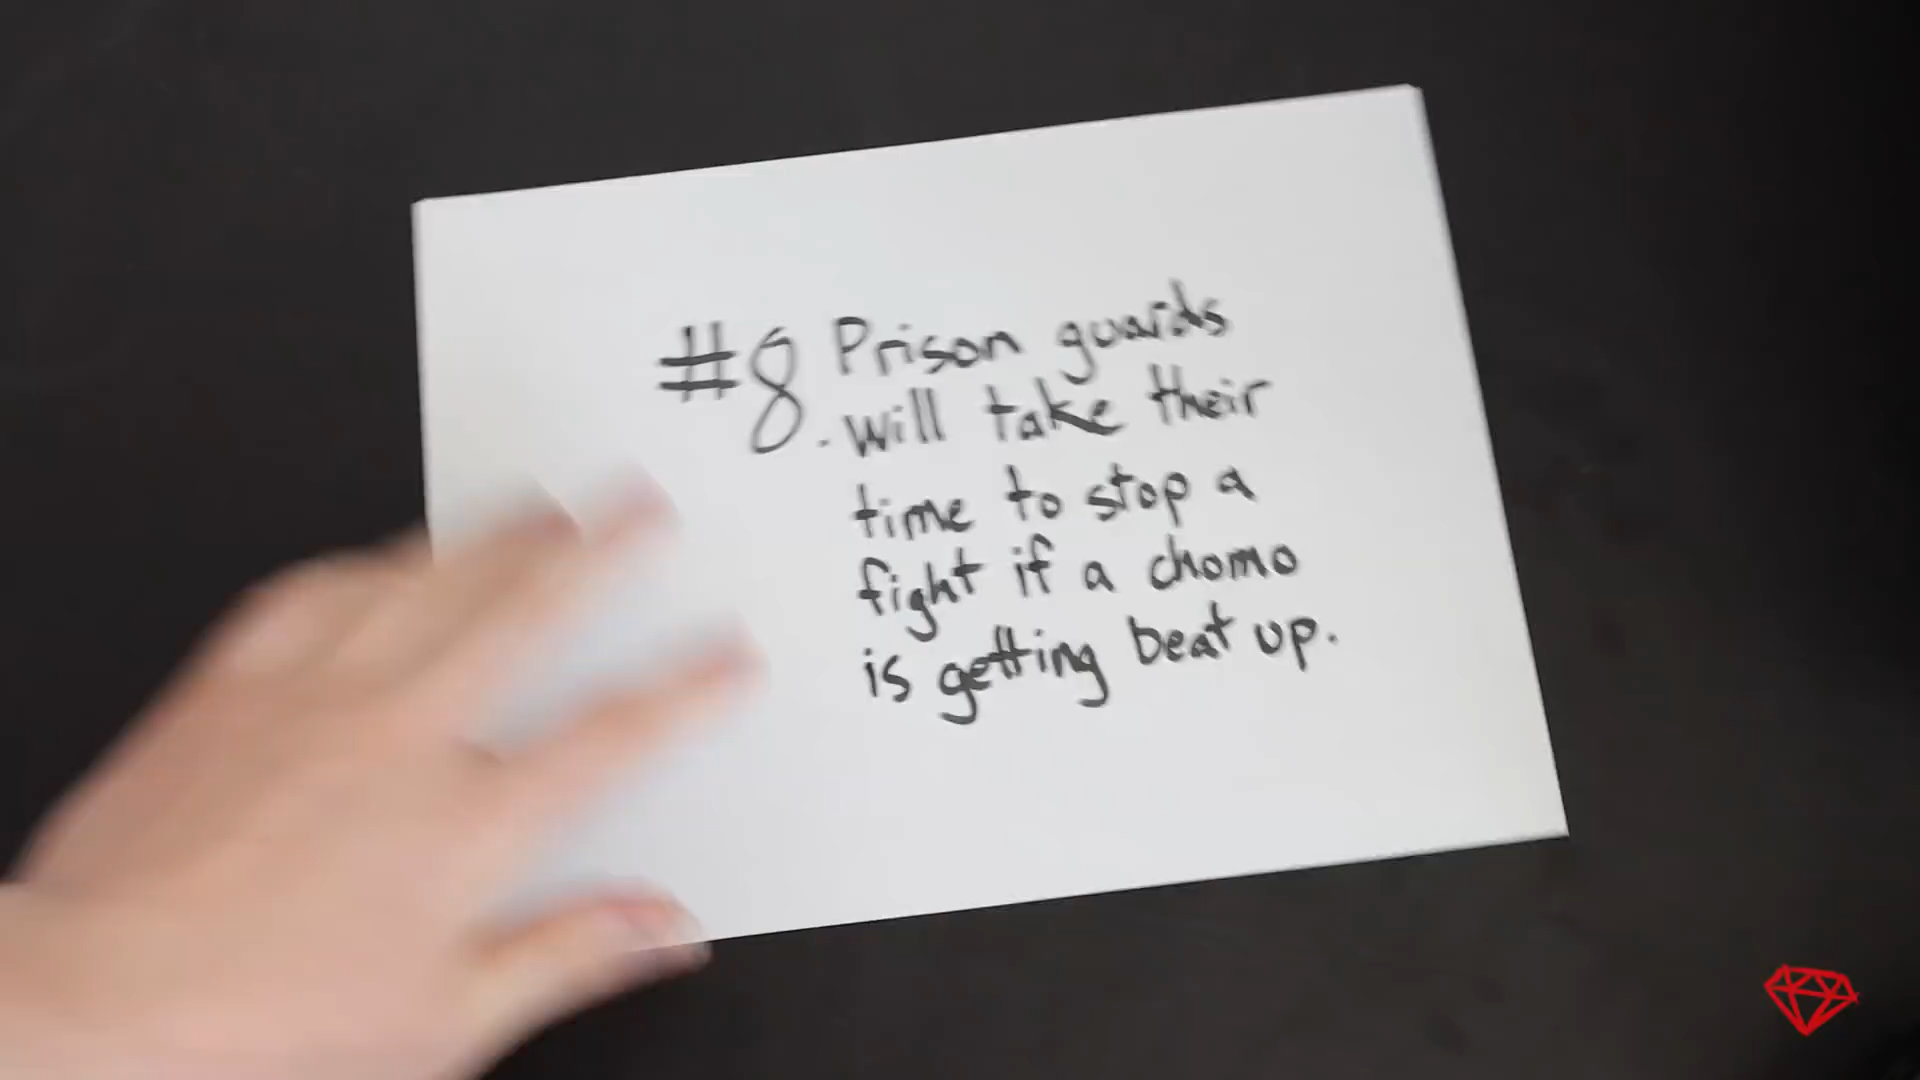 #8. Prison guards
will take their
time to stop a
fight if a chomo
is getting beat up.